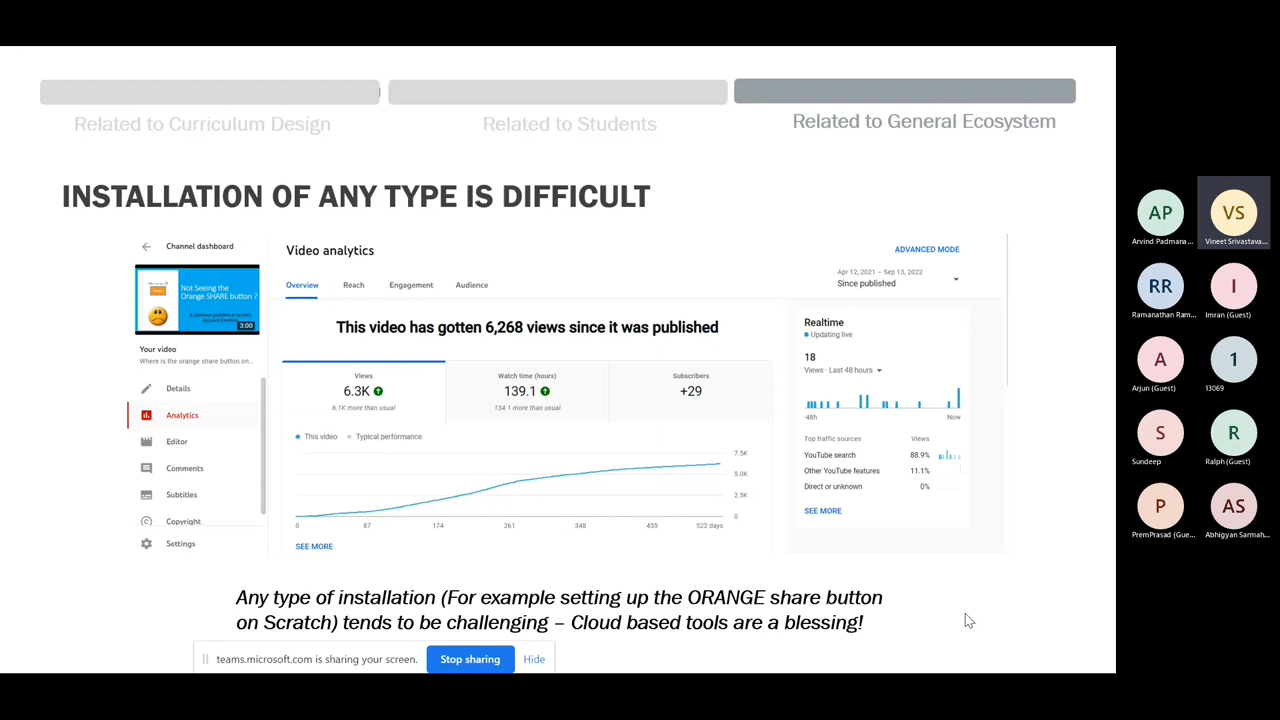 Related to Curriculum Design
Related to Students
Related to General Ecosystem
INSTALLATION OF ANY TYPE IS DIFFICULT
Channel dashboard
Not Seeing the
Orange SHARE button ?
3:00
Your video
Where is the orange share button on...
Details
Analytics
Editor
Comments
Subtitles
Copyright
Settings
Video analytics
ADVANCED MODE
Overview
Reach
Engagement
Audience
Apr 12, 2021 – Sep 13, 2022
Since published
This video has gotten 6,268 views since it was published
Views
6.3K
6.1K more than usual
Watch time (hours)
139.1
134.1 more than usual
Subscribers
+29
This video
Typical performance
7.5K
5.0K
2.5K
0
0
87
174
261
348
435
522 days
SEE MORE
Realtime
Updating live
18
Views · Last 48 hours
-48h
Now
Top traffic sources
Views
YouTube search
88.9%
Other YouTube features
11.1%
Direct or unknown
0%
SEE MORE
Any type of installation (For example setting up the ORANGE share button
on Scratch) tends to be challenging – Cloud based tools are a blessing!
teams.microsoft.com is sharing your screen.
Stop sharing
Hide
AP
Arvind Padmana...
VS
Vineet Srivastava...
RR
Ramanathan Ram...
I
Imran (Guest)
A
Arjun (Guest)
1
13069
S
Sundeep
R
Ralph (Guest)
P
PremPrasad (Gue...
AS
Abhigyan Sarmah...